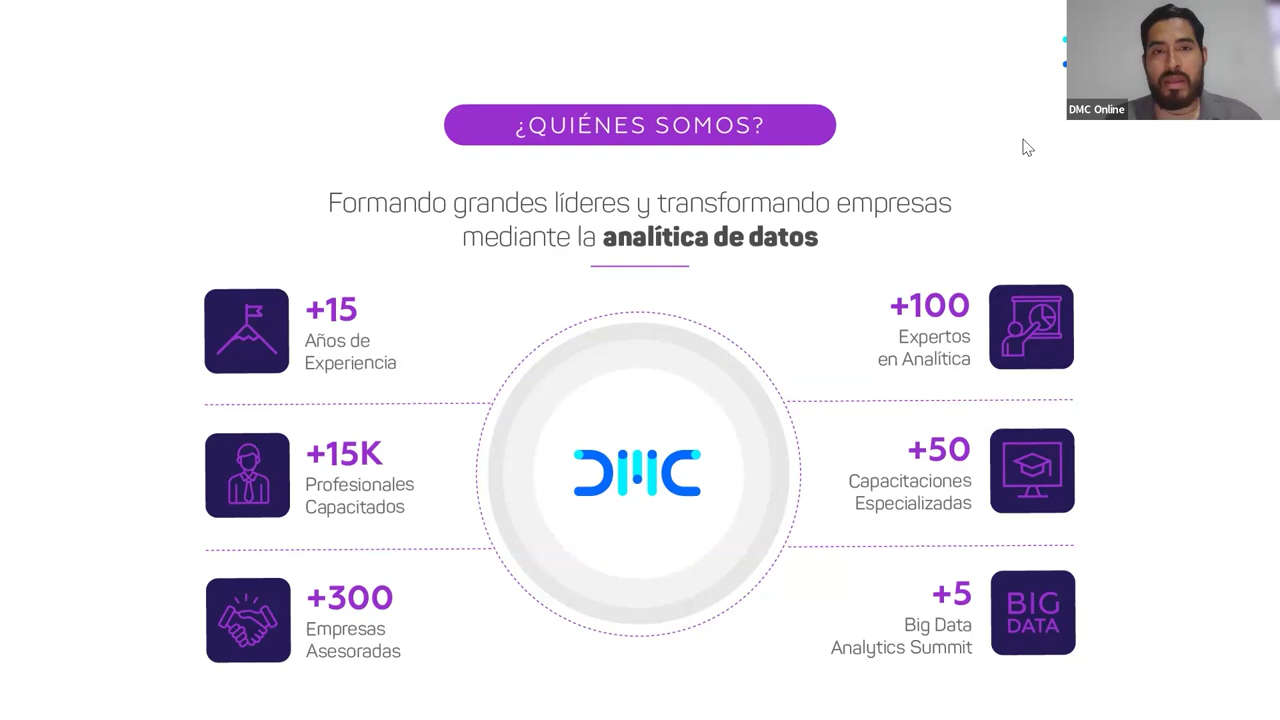 DMC Online
¿QUIÉNES SOMOS?
Formando grandes líderes y transformando empresas
mediante la analítica de datos
+15
Años de
Experiencia
+15K
Profesionales
Capacitados
+300
Empresas
Asesoradas
DMC
+100
Expertos
en Analítica
+50
Capacitaciones
Especializadas
+5
Big Data
Analytics Summit
BIG
DATA